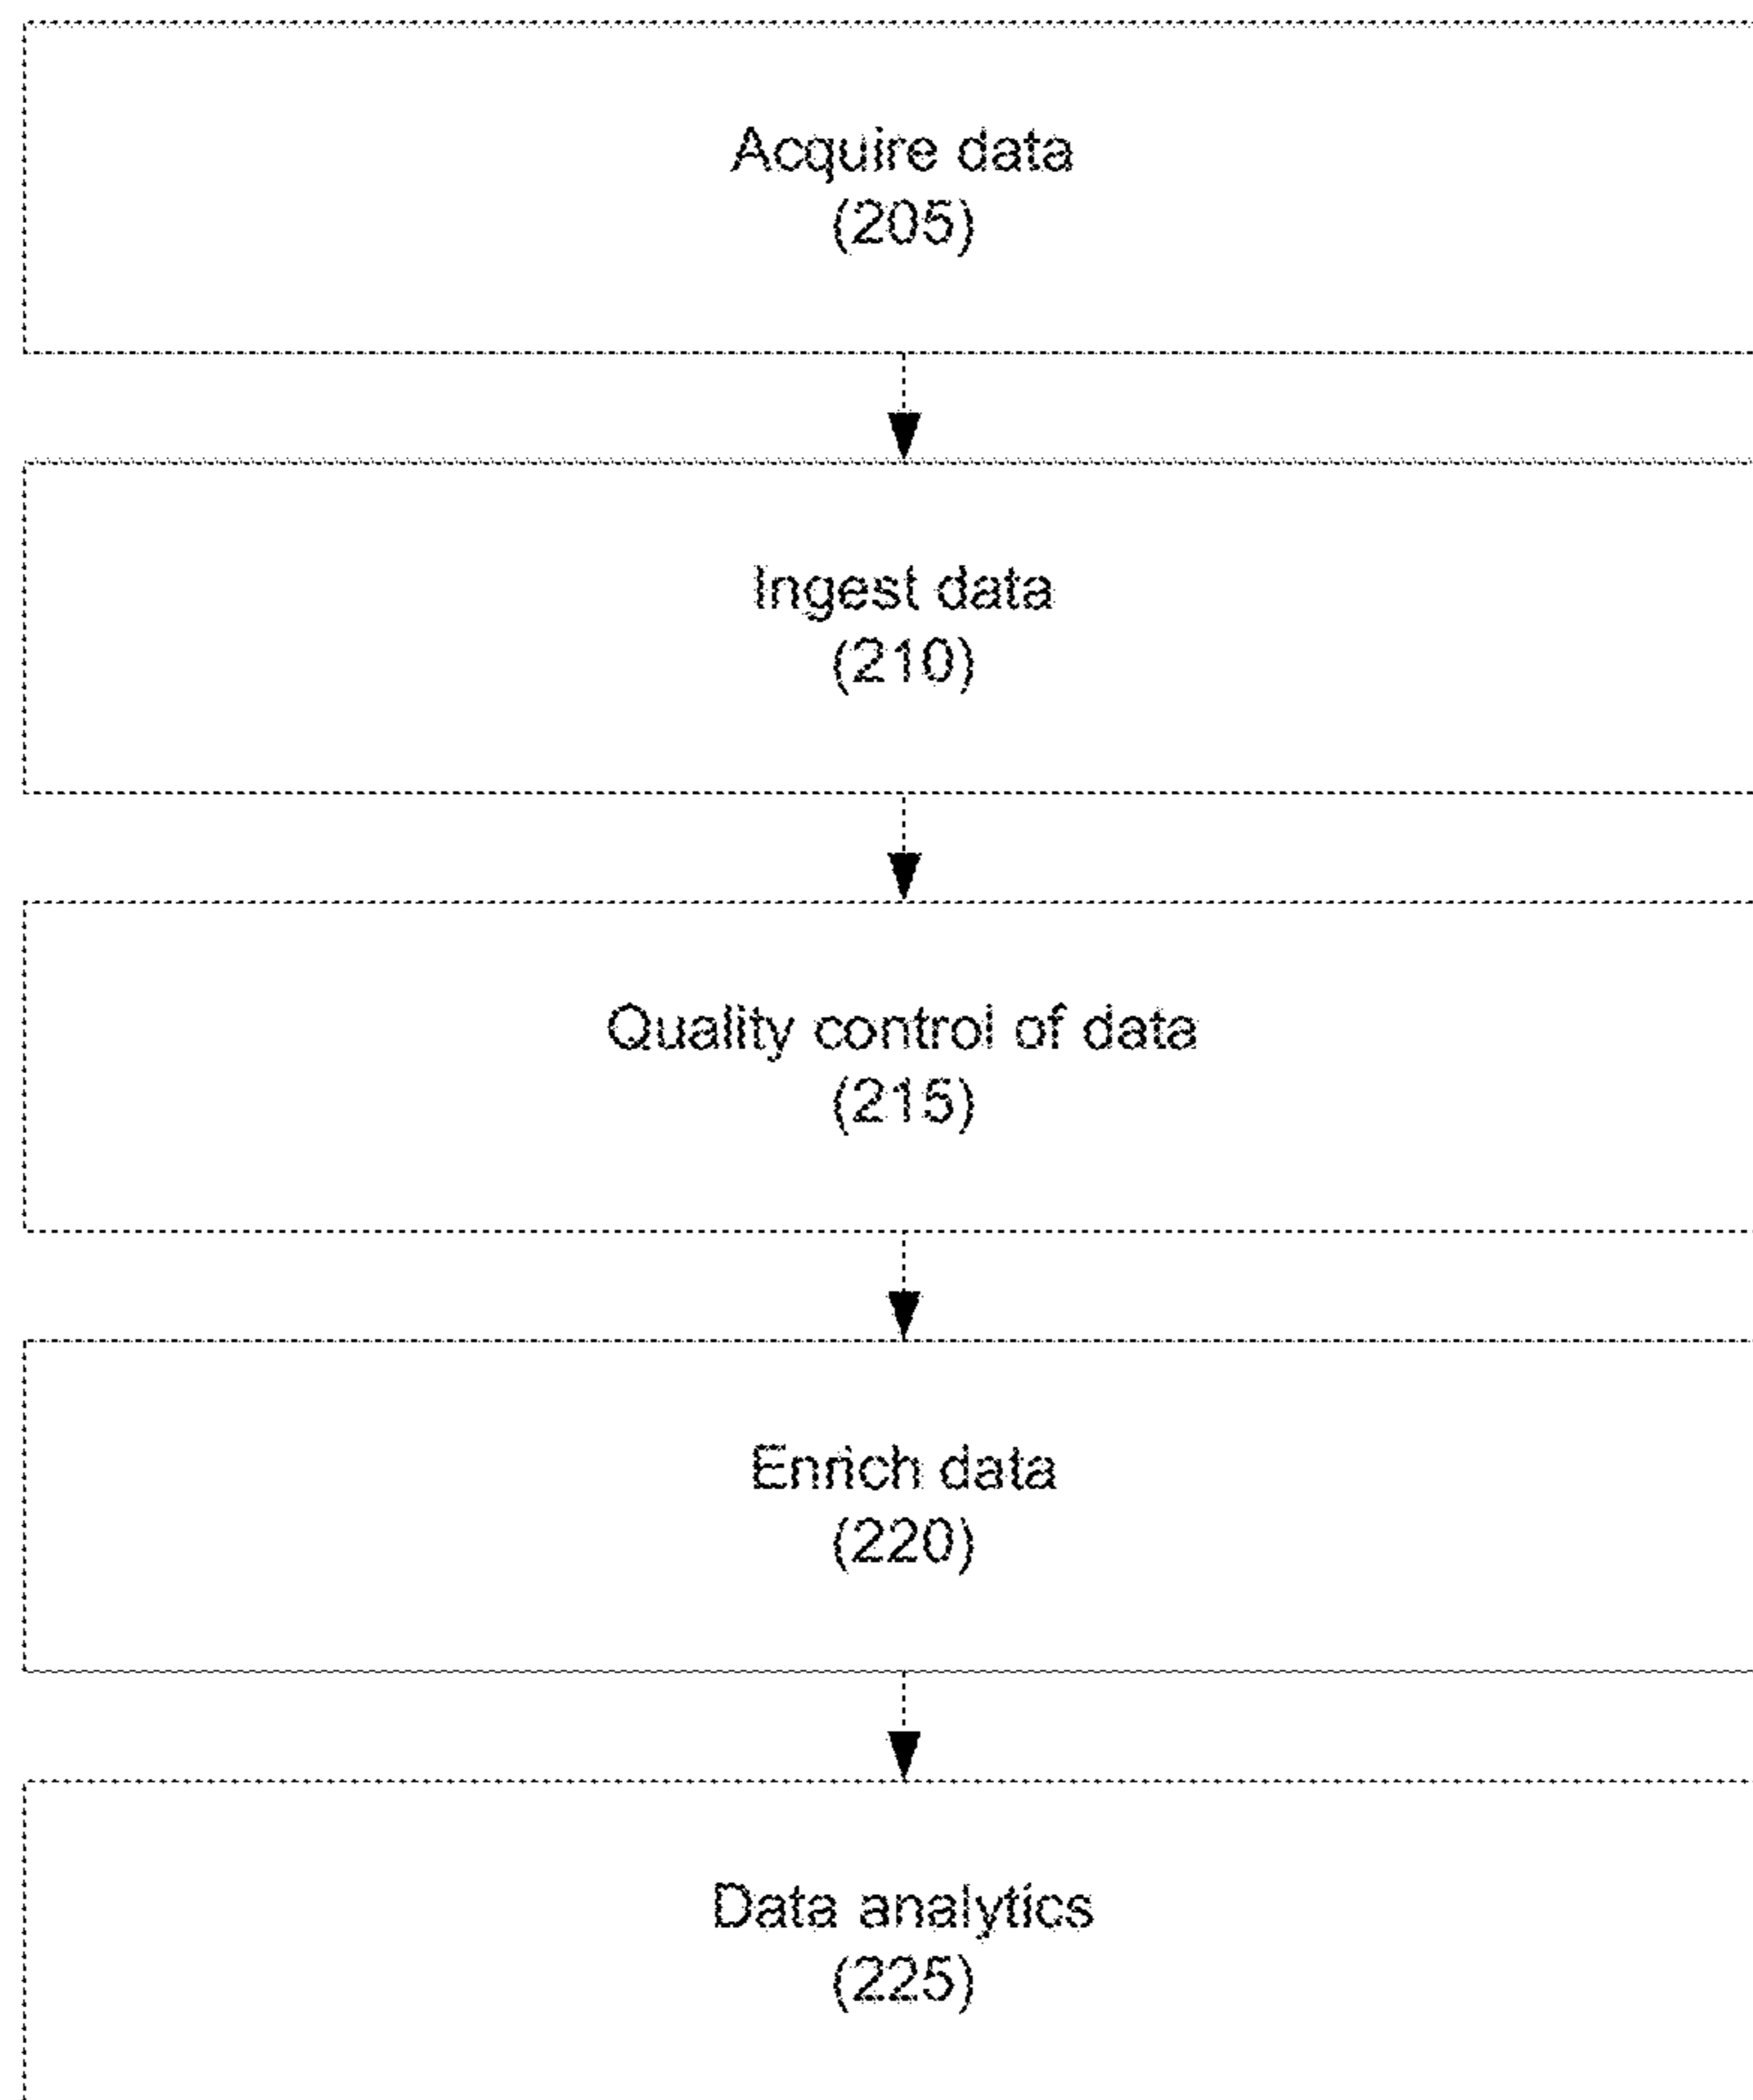 Acquire data
(205)
Ingest data
(210)
Quality control of data
(215)
Enrich data
(220)
Data analytics
(225)